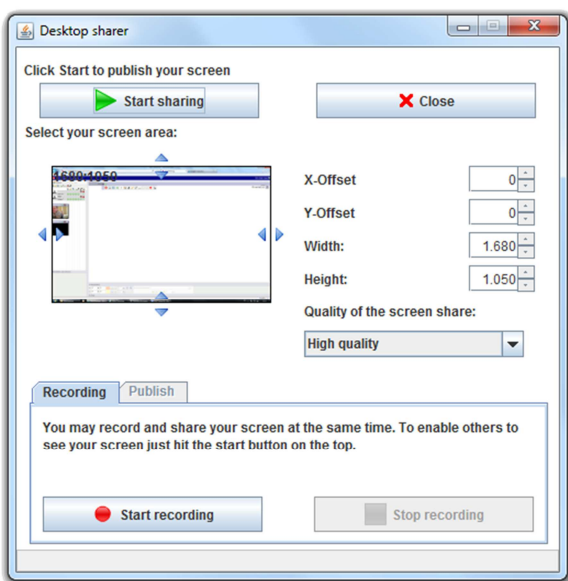 Desktop sharer
Click Start to publish your screen
Start sharing
Close
Select your screen area:
1680:1050
X-Offset
0
Y-Offset
0
Width:
1.680
Height:
1.050
Quality of the screen share:
High quality
Recording
Publish
You may record and share your screen at the same time. To enable others to
see your screen just hit the start button on the top.
Start recording
Stop recording